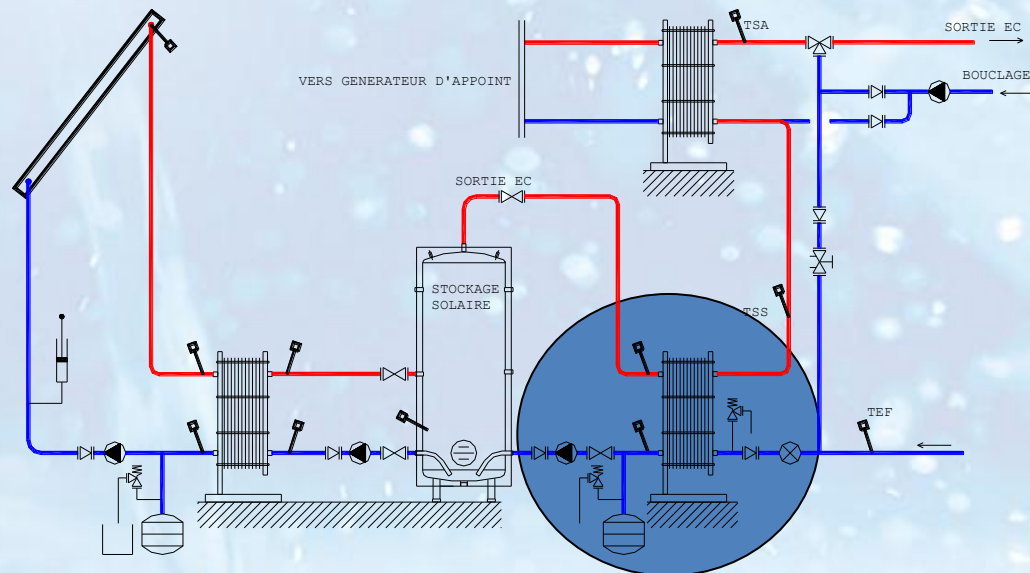 TSA
SORTIE EC
VERS GENERATEUR D'APPOINT
BOUCLAGE
SORTIE EC
STOCKAGE
SOLAIRE
TSS
TEF